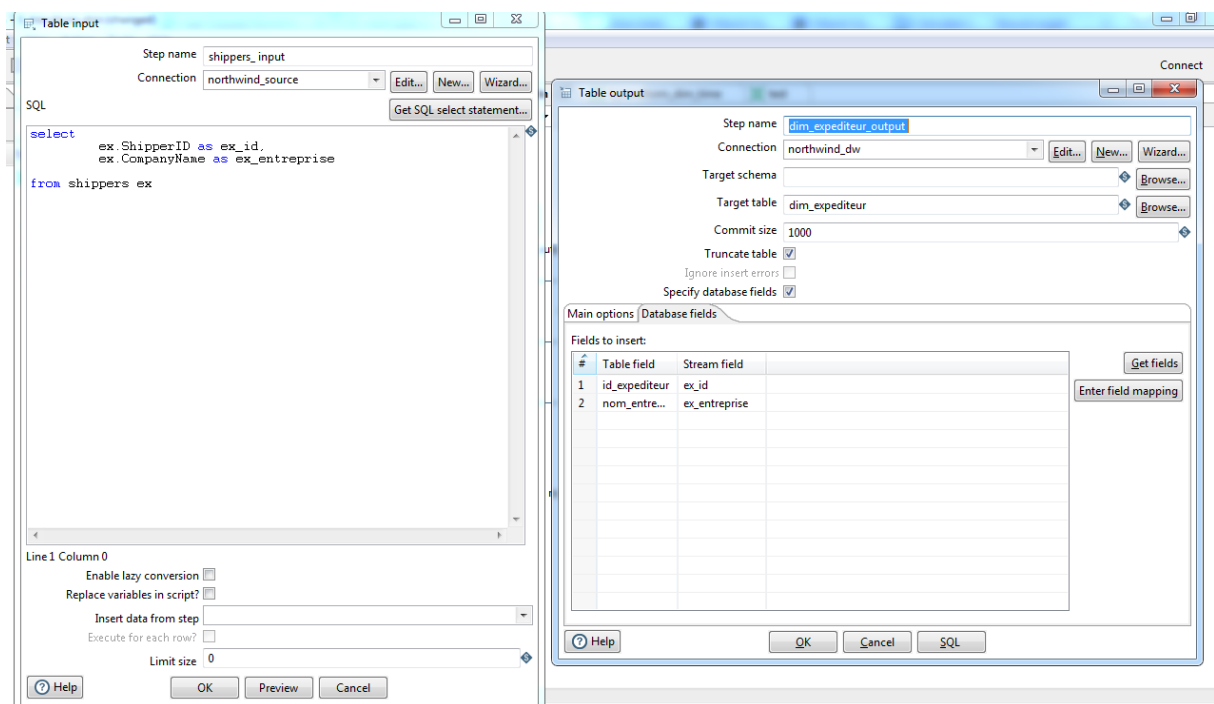 Table input
Step name shippers_input
Connection northwind_source Edit... New... Wizard...
SQL Get SQL select statement...
select
ex.ShipperID as ex_id,
ex.CompanyName as ex_entreprise
from shippers ex
Line 1 Column 0
Enable lazy conversion
Replace variables in script?
Insert data from step
Execute for each row?
Limit size 0
Help OK Preview Cancel
Connect
Table output
Step name dim_expediteur_output
Connection northwind_dw Edit... New... Wizard...
Target schema Browse...
Target table dim_expediteur Browse...
Commit size 1000
Truncate table
Ignore insert errors
Specify database fields
Main options Database fields
Fields to insert:
# Table field Stream field Get fields
1 id_expediteur ex_id
Enter field mapping
2 nom_entre... ex_entreprise
Help OK Cancel SQL